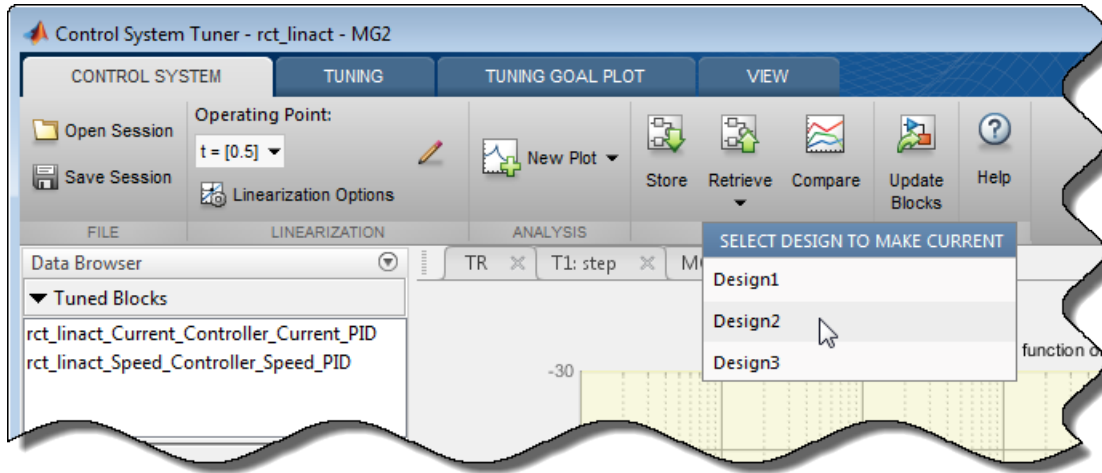 Control System Tuner - rct_linact - MG2
CONTROL SYSTEM
TUNING
TUNING GOAL PLOT
VIEW
Open Session
Save Session
Operating Point:
t = [0.5]
Linearization Options
New Plot
Store
Retrieve
Compare
Update
Blocks
Help
FILE
LINEARIZATION
ANALYSIS
SELECT DESIGN TO MAKE CURRENT
Design1
Design2
Design3
Data Browser
TR
T1: step
Tuned Blocks
rct_linact_Current_Controller_Current_PID
rct_linact_Speed_Controller_Speed_PID
-30
function